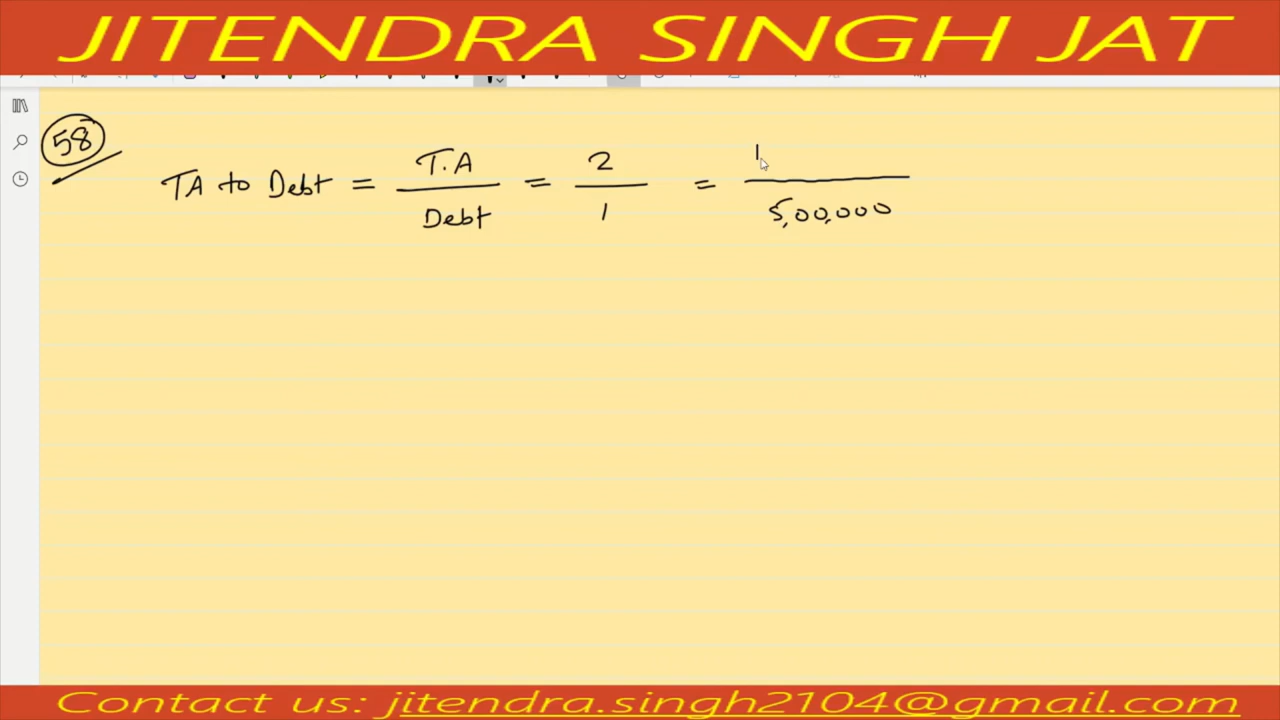 JITENDRA SINGH JAT
58
TA to Debt = T.A / Debt = 2 / 1 = 1 / 5,00,000
Contact us: jitendra.singh2104@gmail.com